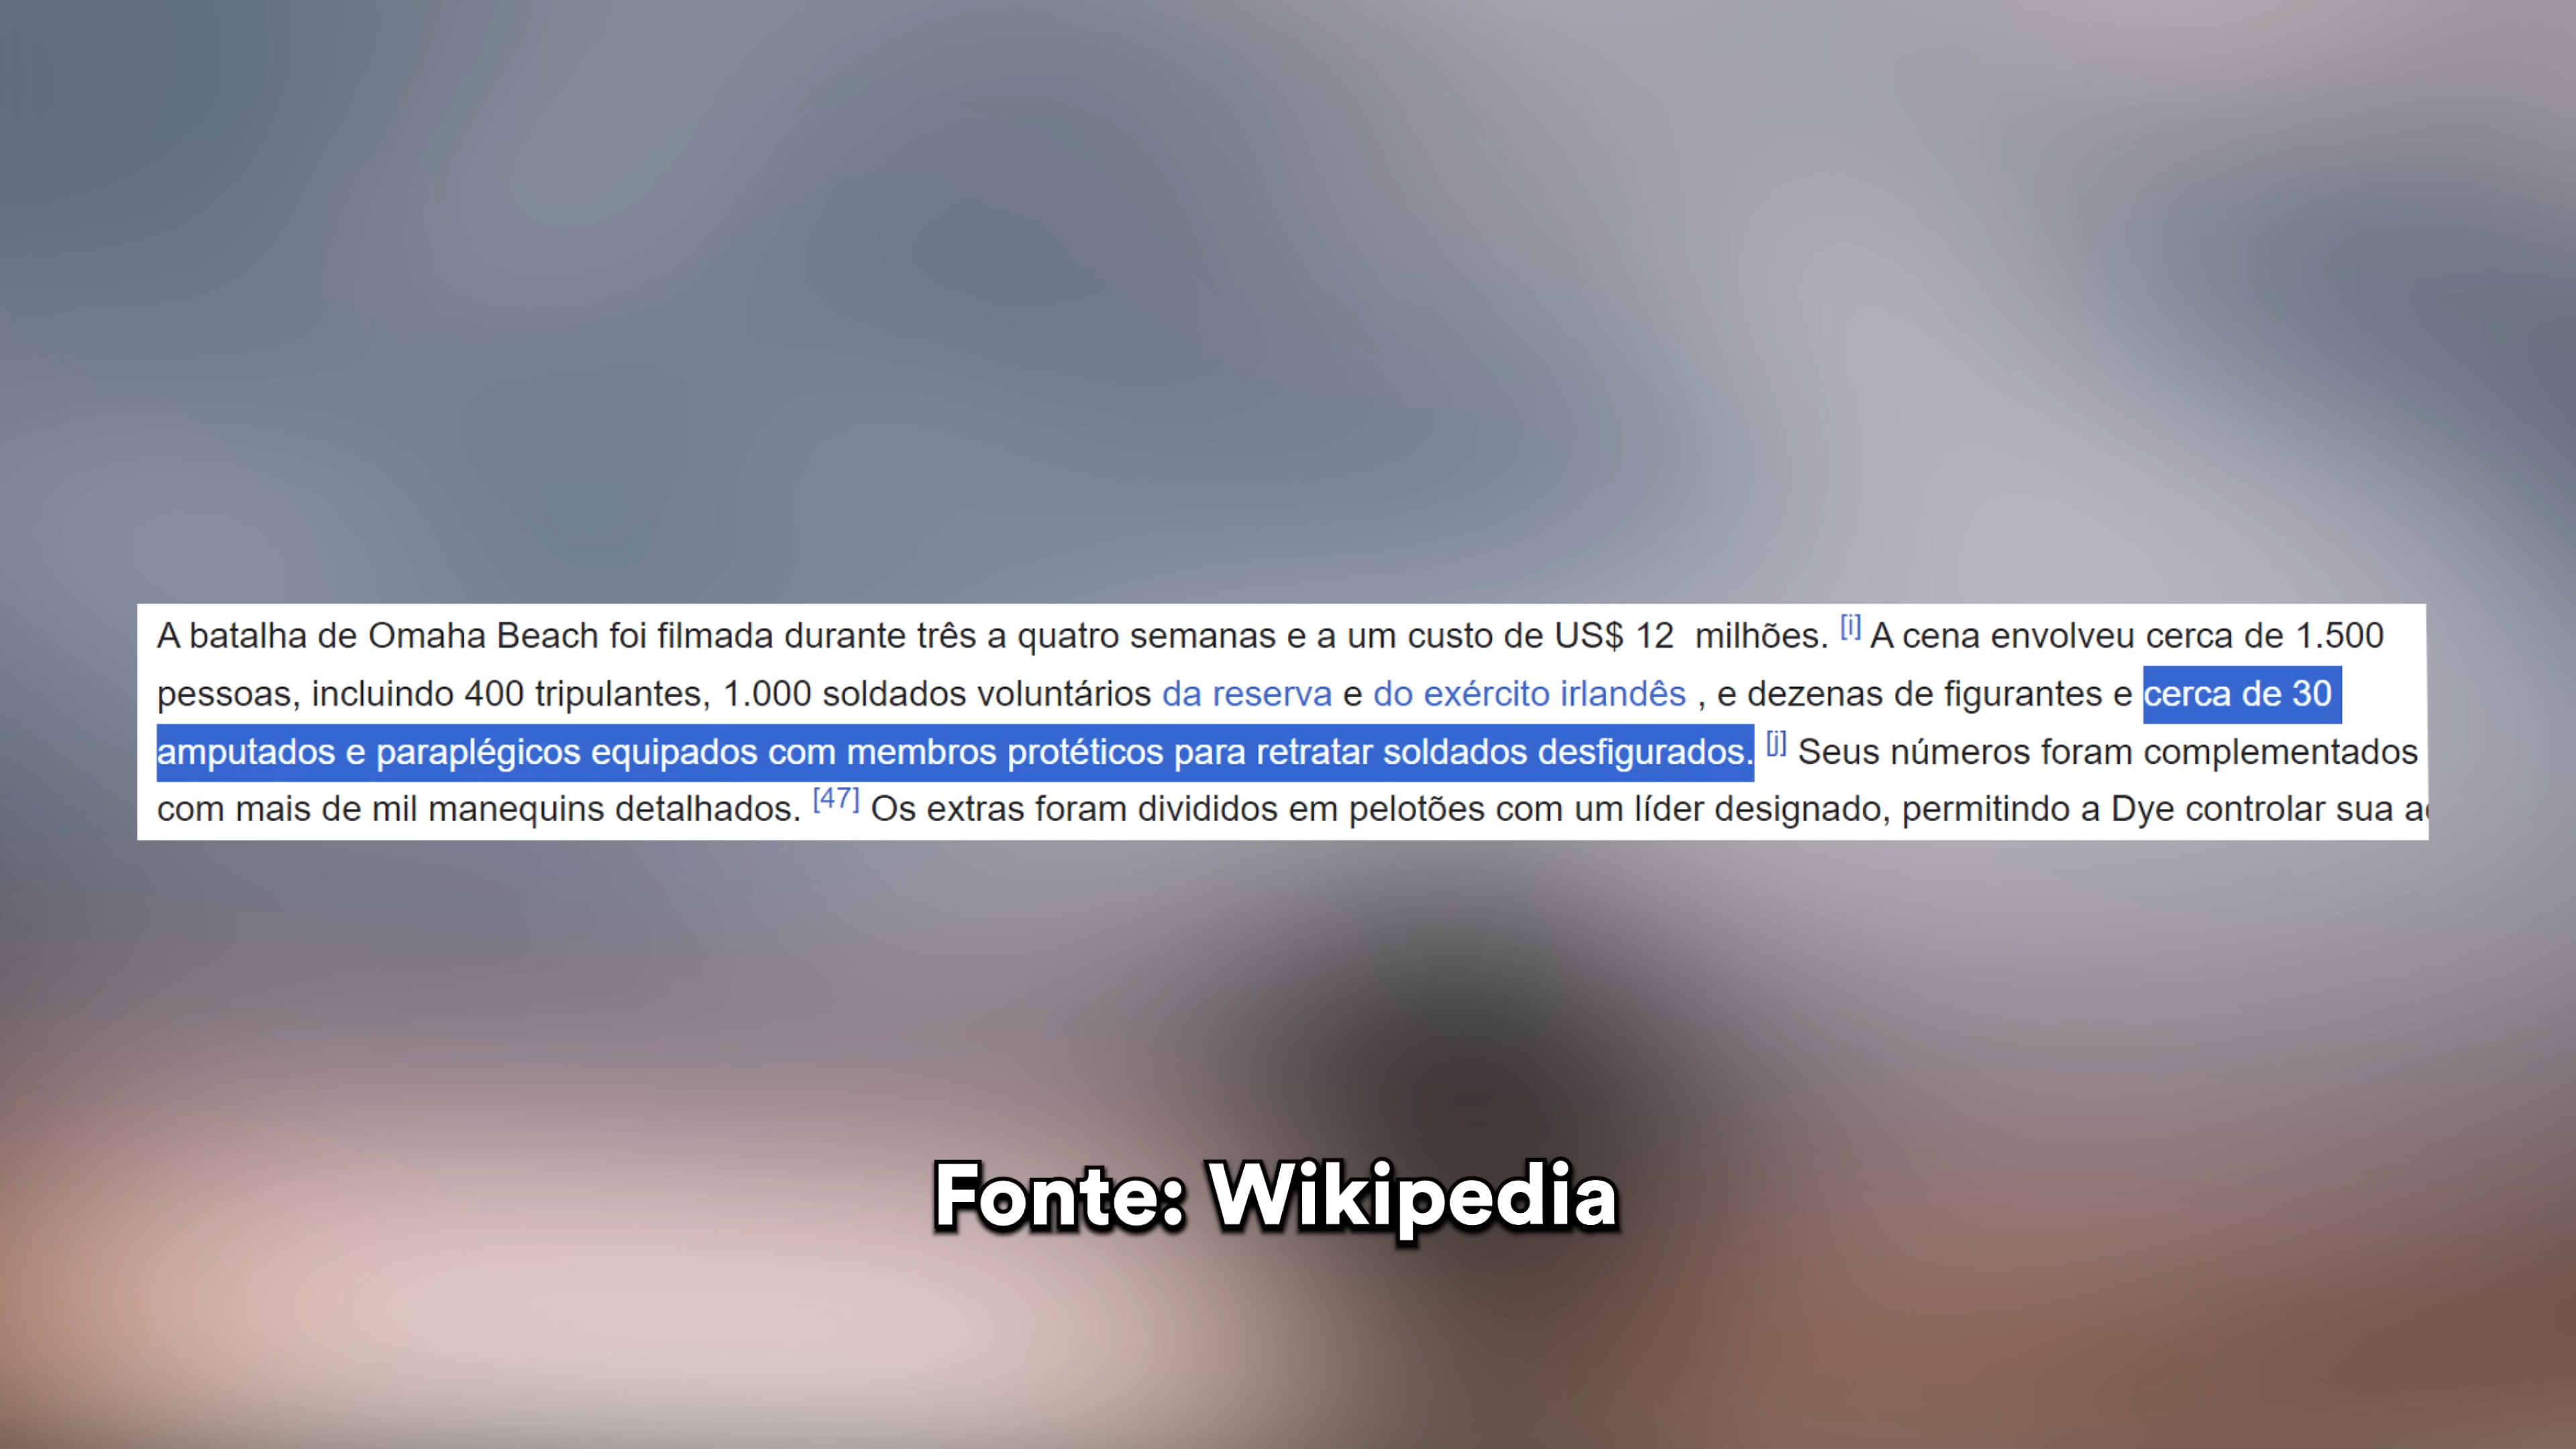 A batalha de Omaha Beach foi filmada durante três a quatro semanas e a um custo de US$ 12 milhões. [i] A cena envolveu cerca de 1.500
pessoas, incluindo 400 tripulantes, 1.000 soldados voluntários da reserva e do exército irlandês , e dezenas de figurantes e cerca de 30
amputados e paraplégicos equipados com membros protéticos para retratar soldados desfigurados. [j] Seus números foram complementados
com mais de mil manequins detalhados. [47] Os extras foram divididos em pelotões com um líder designado, permitindo a Dye controlar sua
Fonte: Wikipedia